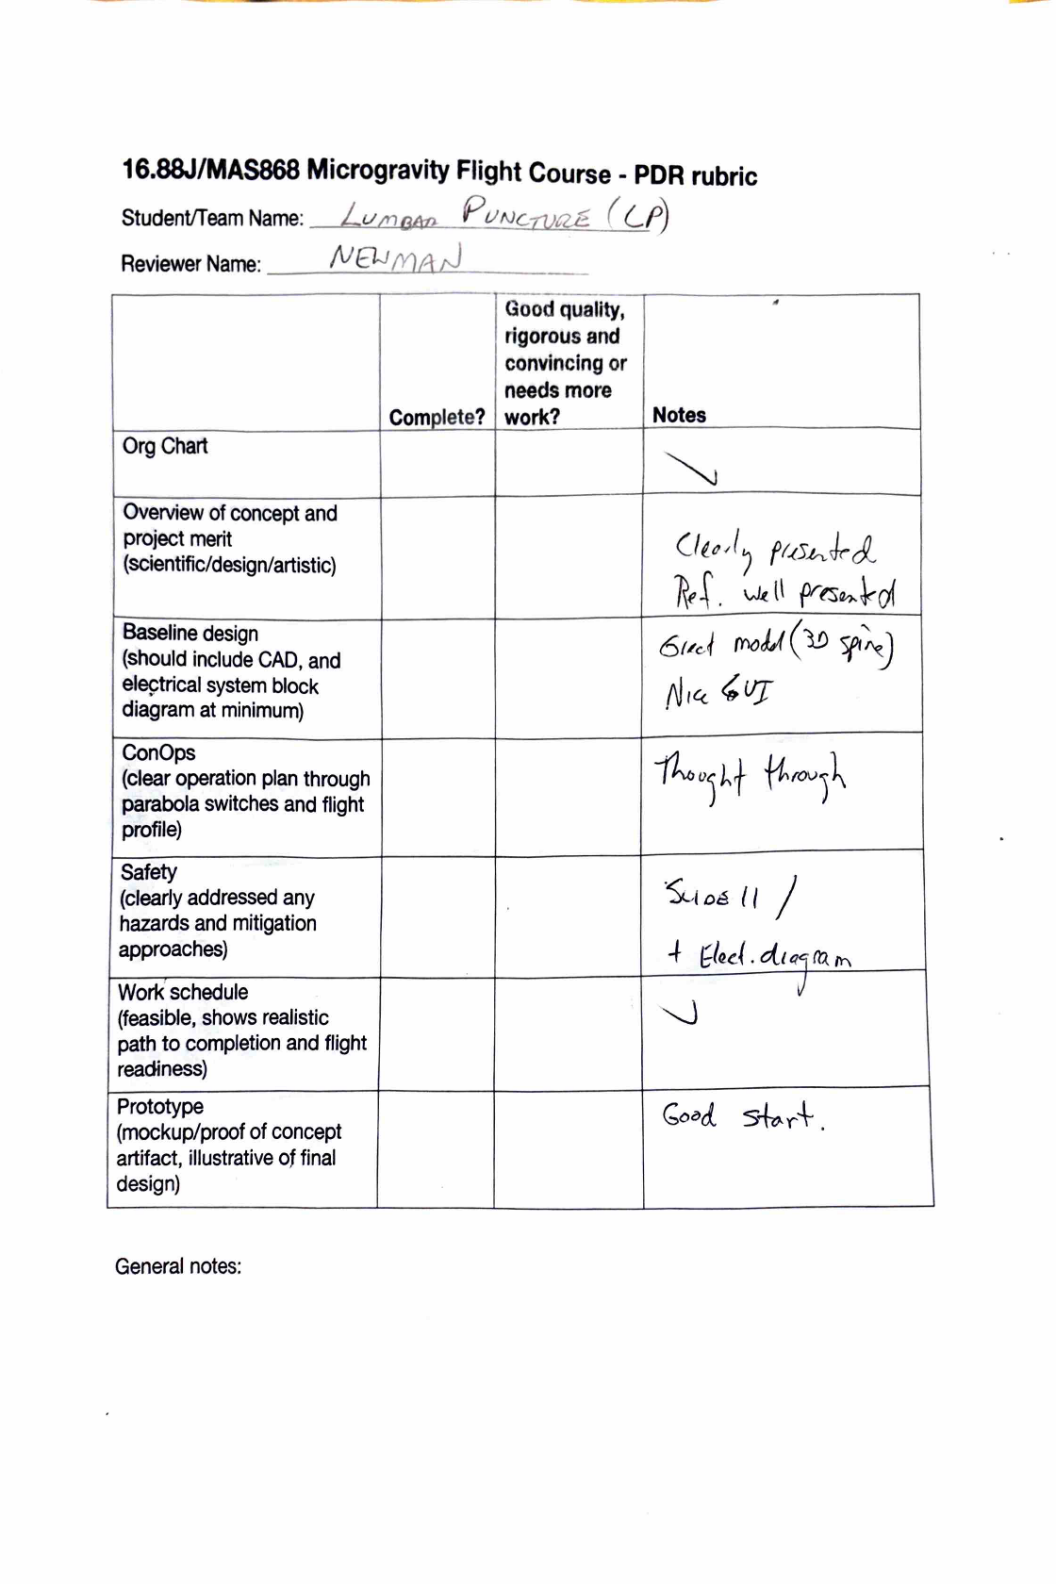 16.88J/MAS868 Microgravity Flight Course - PDR rubric
Student/Team Name: LUMBAR PUNCTURE (LP)
Reviewer Name: NEWMAN
Complete?
Good quality,
rigorous and
convincing or
needs more
work?
Notes
Org Chart
Overview of concept and
project merit
(scientific/design/artistic)
Clearly presented
Ref. well presented
Baseline design
(should include CAD, and
electrical system block
diagram at minimum)
Great model (3D spine)
Nice GUI
ConOps
(clear operation plan through
parabola switches and flight
profile)
Thought through
Safety
(clearly addressed any
hazards and mitigation
approaches)
11 /
+ Elect. diagram
Work schedule
(feasible, shows realistic
path to completion and flight
readiness)
Prototype
(mockup/proof of concept
artifact, illustrative of final
design)
Good start.
General notes: